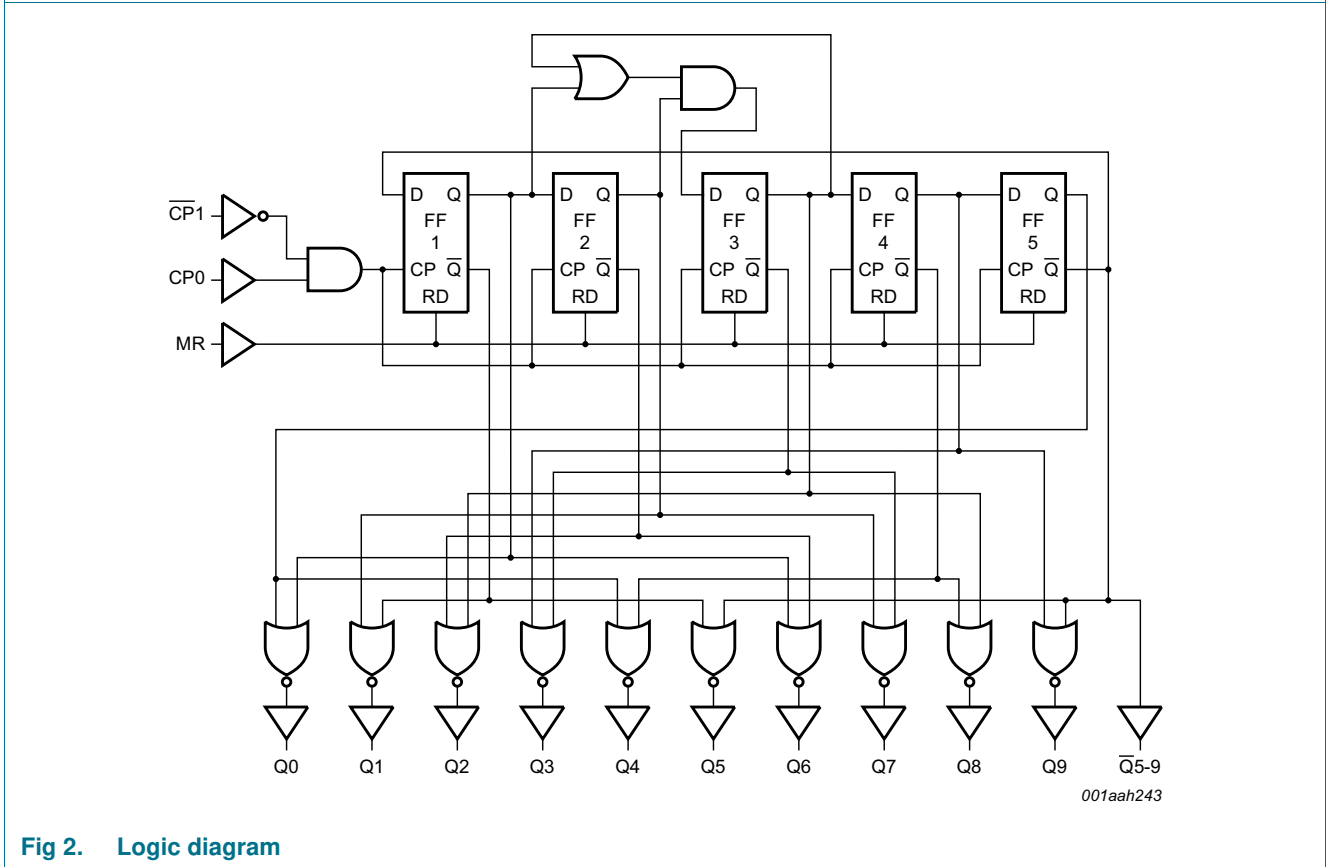 D Q D Q D Q D Q D Q
C̅P̅1 FF FF FF FF FF
1 2 3 4 5
CP0 CP Q̅ CP Q̅ CP Q̅ CP Q̅ CP Q̅
RD RD RD RD RD
MR
Q0 Q1 Q2 Q3 Q4 Q5 Q6 Q7 Q8 Q9 Q̅5-9
001aah243
Fig 2. Logic diagram